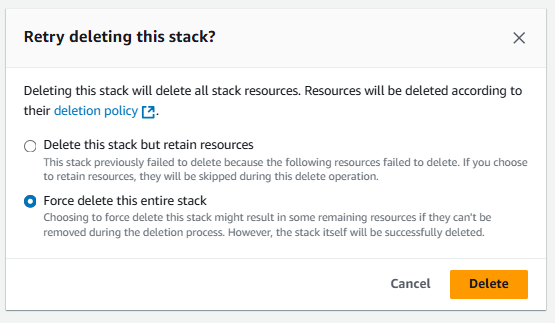 Retry deleting this stack?
Deleting this stack will delete all stack resources. Resources will be deleted according to
their deletion policy.
Delete this stack but retain resources
This stack previously failed to delete because the following resources failed to delete. If you choose
to retain resources, they will be skipped during this delete operation.
Force delete this entire stack
Choosing to force delete this stack might result in some remaining resources if they can't be
removed during the deletion process. However, the stack itself will be successfully deleted.
Cancel Delete